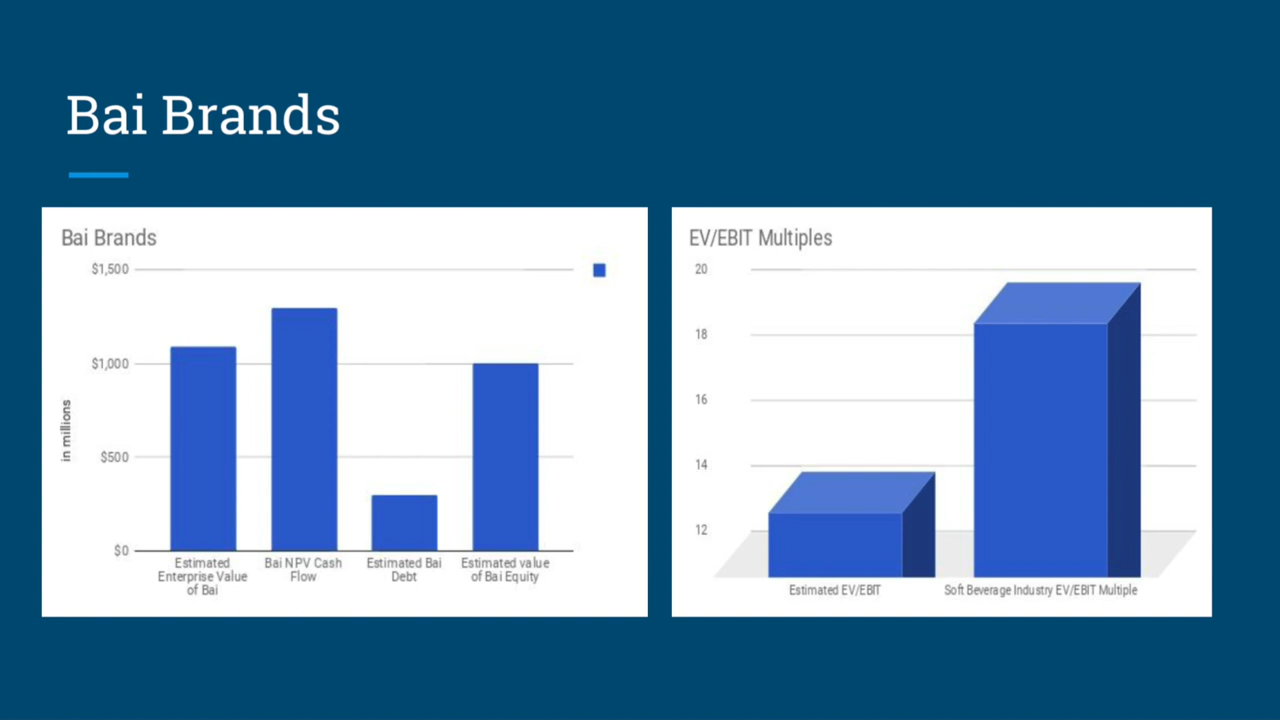 Bai Brands
Bai Brands
$1,500
$1,000
$500
$0
in millions
Estimated
Enterprise Value
of Bai
Bai NPV Cash
Flow
Estimated Bai
Debt
Estimated value
of Bai Equity
EV/EBIT Multiples
20
18
16
14
12
Estimated EV/EBIT
Soft Beverage Industry EV/EBIT Multiple